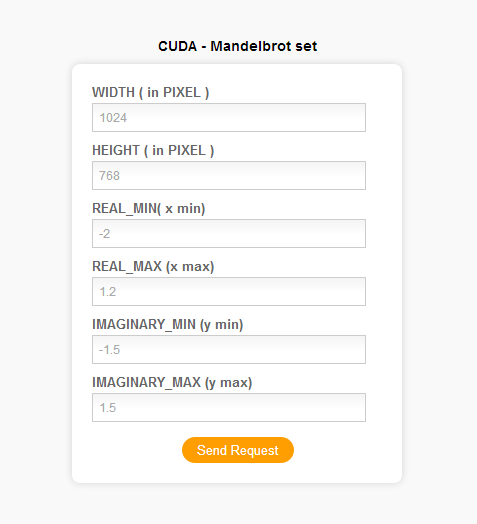 CUDA - Mandelbrot set
WIDTH ( in PIXEL )
1024
HEIGHT ( in PIXEL )
768
REAL_MIN( x min)
-2
REAL_MAX (x max)
1.2
IMAGINARY_MIN (y min)
-1.5
IMAGINARY_MAX (y max)
1.5
Send Request